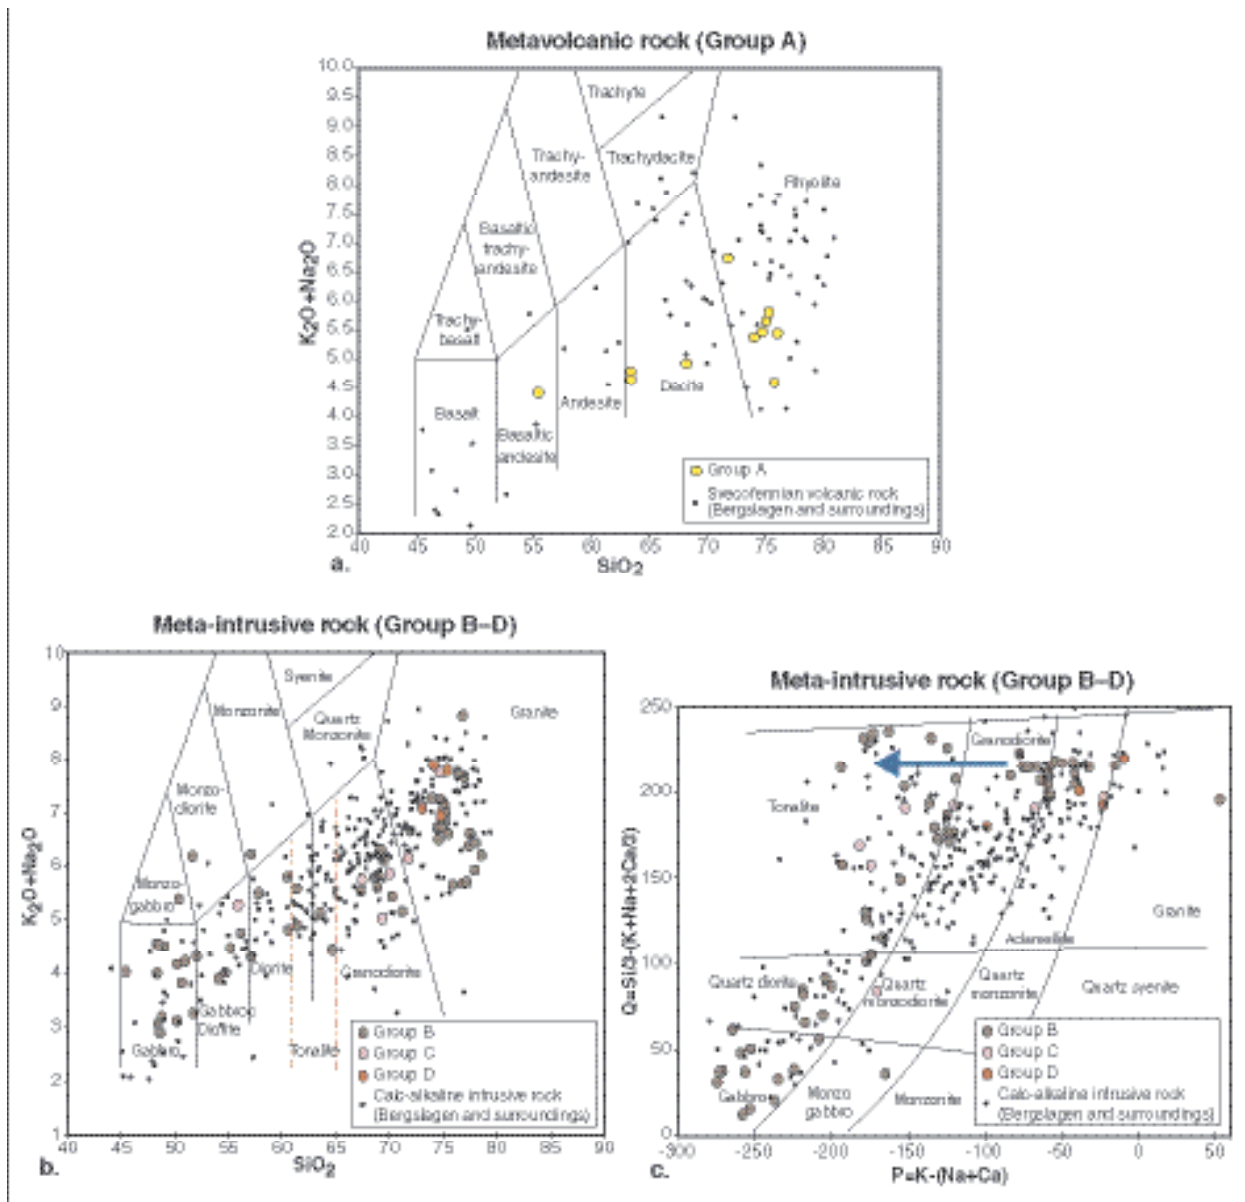 Metavolcanic rock (Group A)
10.0
9.5
9.0
8.5
8.0
7.5
7.0
6.5
6.0
5.5
5.0
4.5
4.0
3.5
3.0
2.5
2.0
K₂O+Na₂O
Trachyte
Trachy-
andesite
Trachydacite
Rhyolite
Basaltic
trachy-
andesite
Trachy-
basalt
Dacite
Andesite
Basalt
Basaltic
andesite
Group A
Svecofennian volcanic rock
(Bergslagen and surroundings)
40 45 50 55 60 65 70 75 80 85 90
a.
SiO₂
Meta-intrusive rock (Group B–D)
10
9
8
7
6
5
4
3
2
1
K₂O+Na₂O
Syenite
Monzonite
Quartz
Monzonite
Granite
Monzo-
diorite
Monzo-
gabbro
Diorite
Granodiorite
Gabbroic
Diorite
Gabbro
Tonalite
Group B
Group C
Group D
Calc-alkaline intrusive rock
(Bergslagen and surroundings)
40 45 50 55 60 65 70 75 80 85 90
b.
SiO₂
Meta-intrusive rock (Group B–D)
250
200
150
100
50
0
Q=Si/3-(K+Na+2Ca/3)
Granodiorite
Tonalite
Granite
Adamellite
Quartz diorite
Quartz
monzodiorite
Quartz
monzonite
Quartz syenite
Gabbro
Monzo
gabbro
Monzonite
Group B
Group C
Group D
Calc-alkaline intrusive rock
(Bergslagen and surroundings)
-300 -250 -200 -150 -100 -50 0 50
c.
P=K-(Na+Ca)